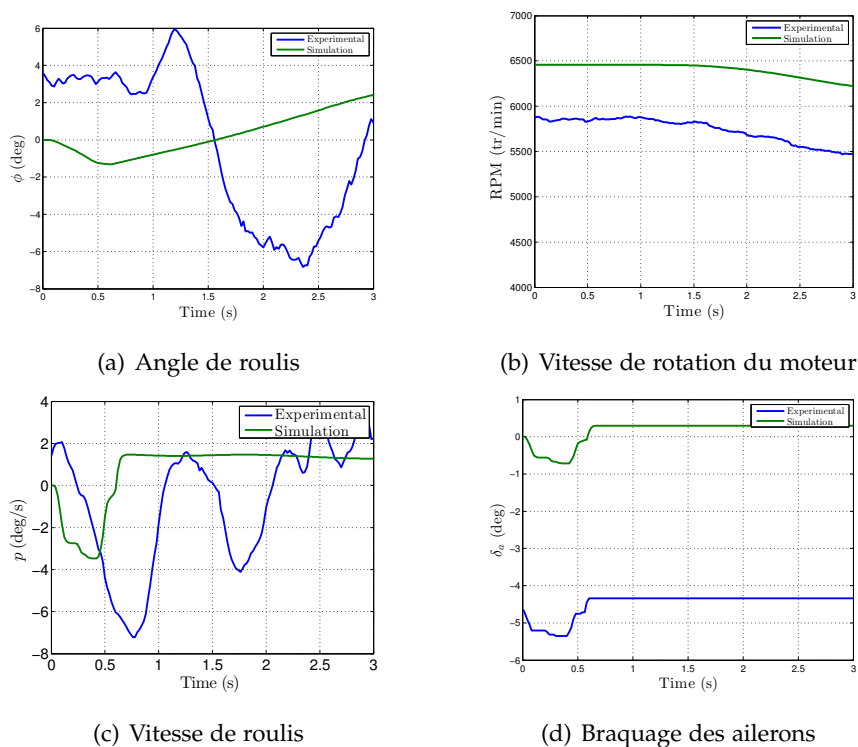 6
4
2
0
−2
−4
−6
−8
φ (deg)
0
0.5
1
1.5
2
2.5
3
Time (s)
Experimental
Simulation
(a) Angle de roulis
7000
6500
6000
5500
5000
4500
4000
RPM (tr/min)
0
0.5
1
1.5
2
2.5
3
Time (s)
Experimental
Simulation
(b) Vitesse de rotation du moteur
4
2
0
−2
−4
−6
−8
p (deg/s)
0
0.5
1
1.5
2
2.5
3
Time (s)
Experimental
Simulation
(c) Vitesse de roulis
1
0
−1
−2
−3
−4
−5
−6
δa (deg)
0
0.5
1
1.5
2
2.5
3
Time (s)
Experimental
Simulation
(d) Braquage des ailerons